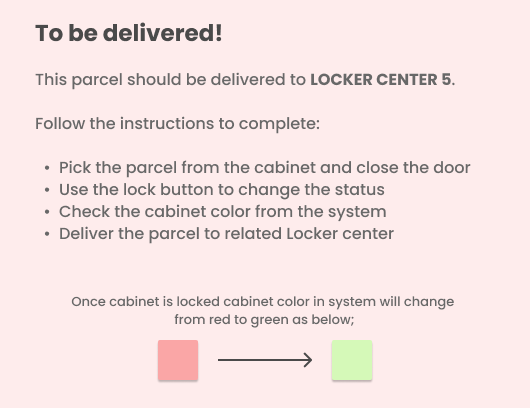 To be delivered!
This parcel should be delivered to LOCKER CENTER 5.
Follow the instructions to complete:
• Pick the parcel from the cabinet and close the door
• Use the lock button to change the status
• Check the cabinet color from the system
• Deliver the parcel to related Locker center
Once cabinet is locked cabinet color in system will change
from red to green as below;